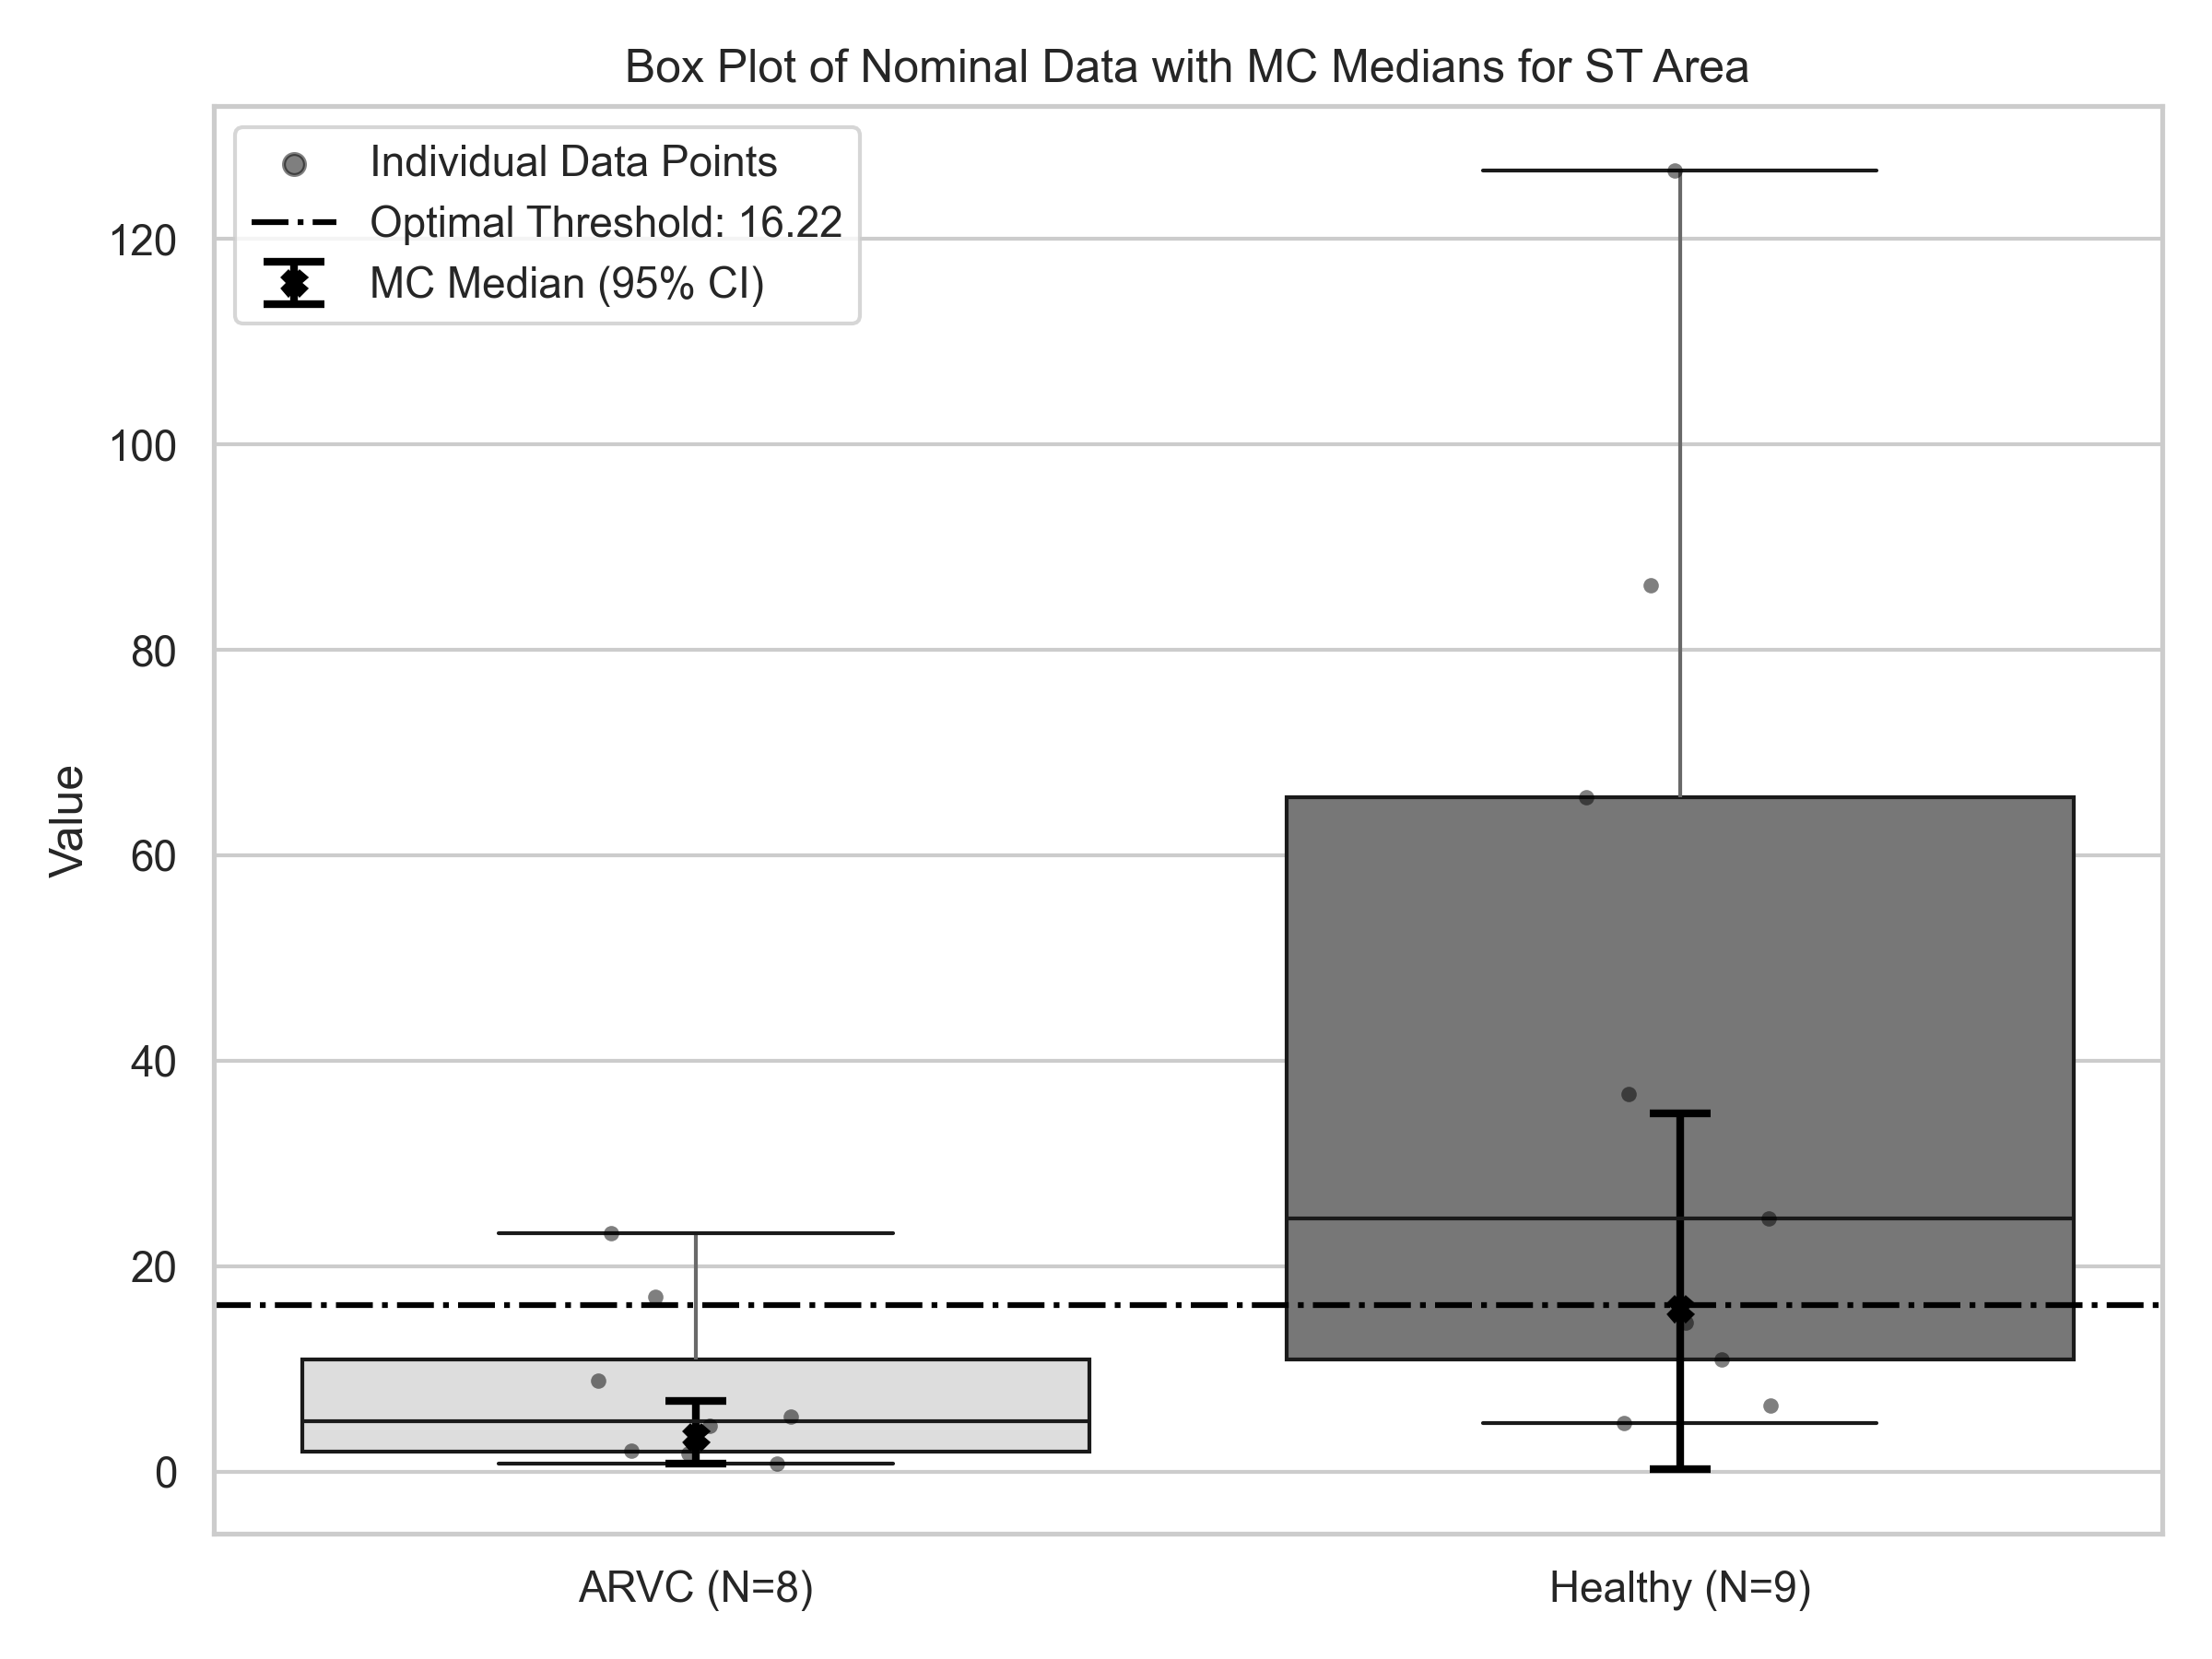 Box Plot of Nominal Data with MC Medians for ST Area
Individual Data Points
Optimal Threshold: 16.22
MC Median (95% CI)
Value
120
100
80
60
40
20
0
ARVC (N=8)
Healthy (N=9)